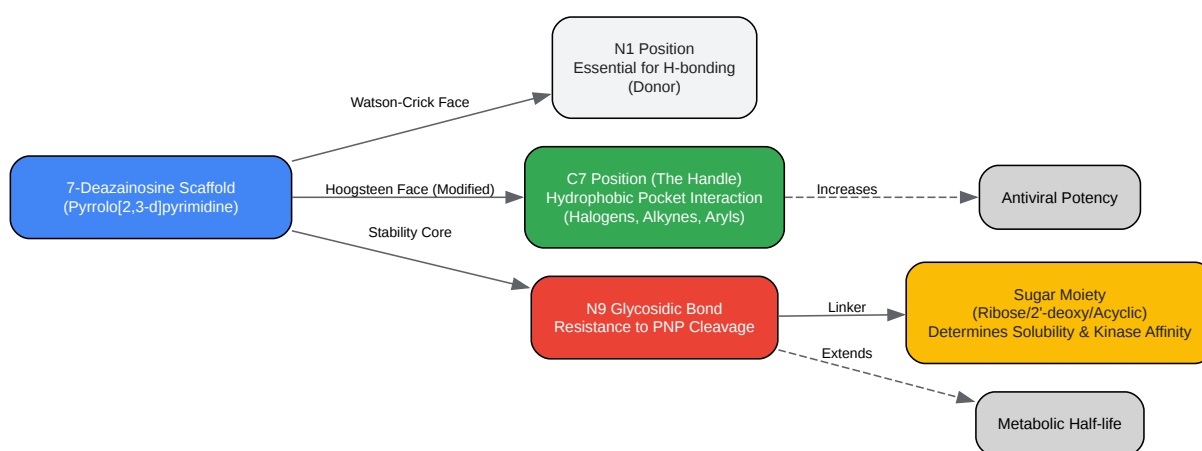 N1 Position
Essential for H-bonding
(Donor)
Watson-Crick Face
7-Deazainosine Scaffold
(Pyrrolo[2,3-d]pyrimidine)
Hoogsteen Face (Modified)
C7 Position (The Handle)
Hydrophobic Pocket Interaction
(Halogens, Alkynes, Aryls)
Increases
Antiviral Potency
Stability Core
N9 Glycosidic Bond
Resistance to PNP Cleavage
Linker
Sugar Moiety
(Ribose/2'-deoxy/Acyclic)
Determines Solubility & Kinase Affinity
Extends
Metabolic Half-life